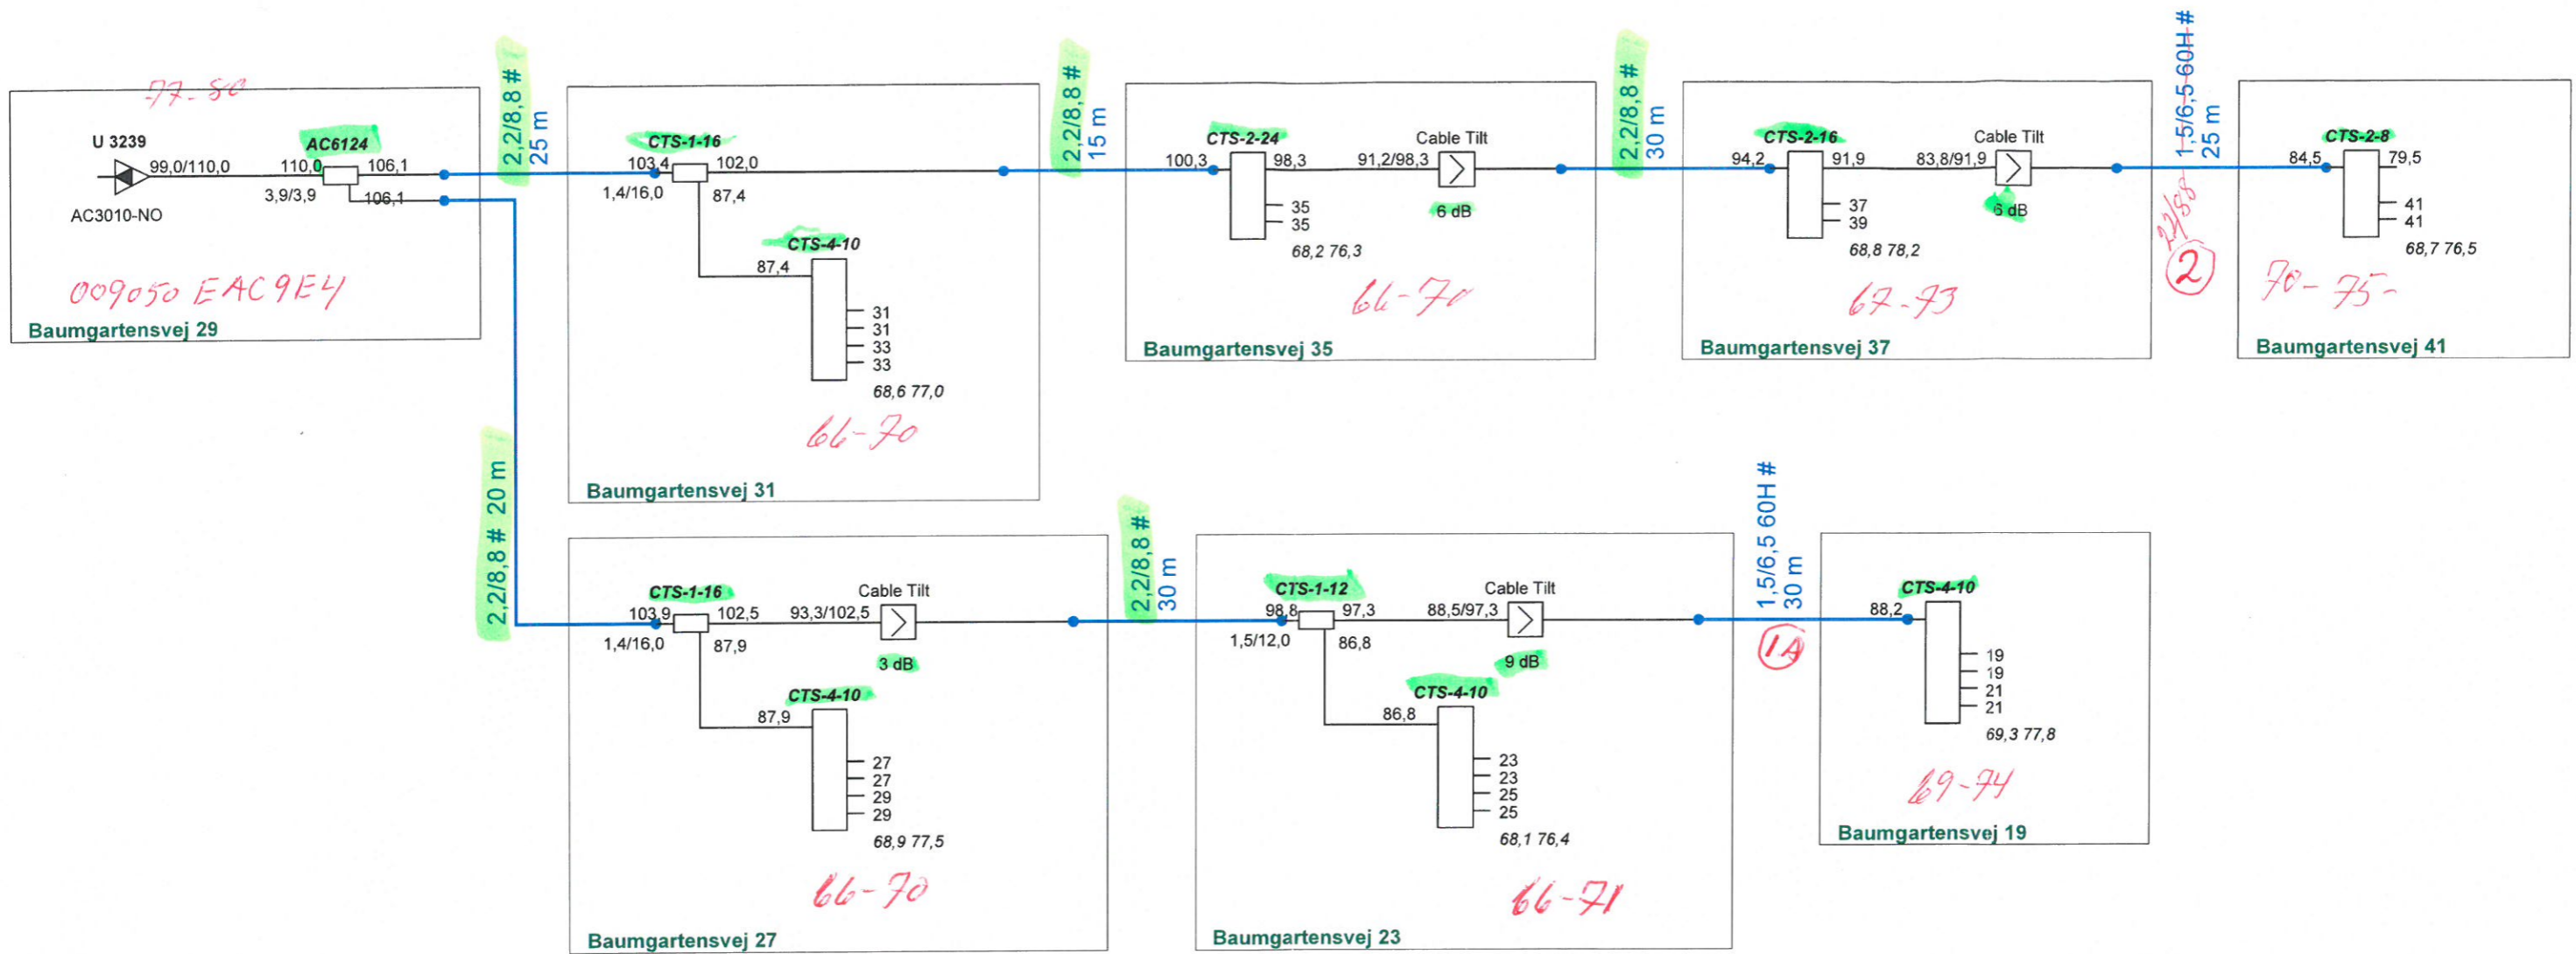 77-80
U 3239
99,0/110,0
AC3010-NO
AC6124
110,0
106,1
3,9/3,9
106,1
009050 EAC9E4
Baumgartensvej 29
2,2/8,8 #
25 m
CTS-1-16
103,4
102,0
1,4/16,0
87,4
CTS-4-10
87,4
31
31
33
33
68,6 77,0
66-70
Baumgartensvej 31
2,2/8,8 #
15 m
CTS-2-24
100,3
98,3
35
35
68,2 76,3
Cable Tilt
91,2/98,3
6 dB
66-70
Baumgartensvej 35
2,2/8,8 #
30 m
CTS-2-16
94,2
91,9
37
39
68,8 78,2
Cable Tilt
83,8/91,9
6 dB
67-73
Baumgartensvej 37
1,5/6,5 60H #
25 m
2
CTS-2-8
84,5
79,5
41
41
68,7 76,5
70-75-
Baumgartensvej 41
2,2/8,8 # 20 m
CTS-1-16
103,9
102,5
1,4/16,0
87,9
Cable Tilt
93,3/102,5
3 dB
CTS-4-10
87,9
27
27
29
29
68,9 77,5
66-70
Baumgartensvej 27
2,2/8,8 #
30 m
CTS-1-12
98,8
97,3
1,5/12,0
86,8
Cable Tilt
88,5/97,3
9 dB
CTS-4-10
86,8
23
23
25
25
68,1 76,4
66-71
Baumgartensvej 23
1,5/6,5 60H #
30 m
1A
CTS-4-10
88,2
19
19
21
21
69,3 77,8
69-74
Baumgartensvej 19